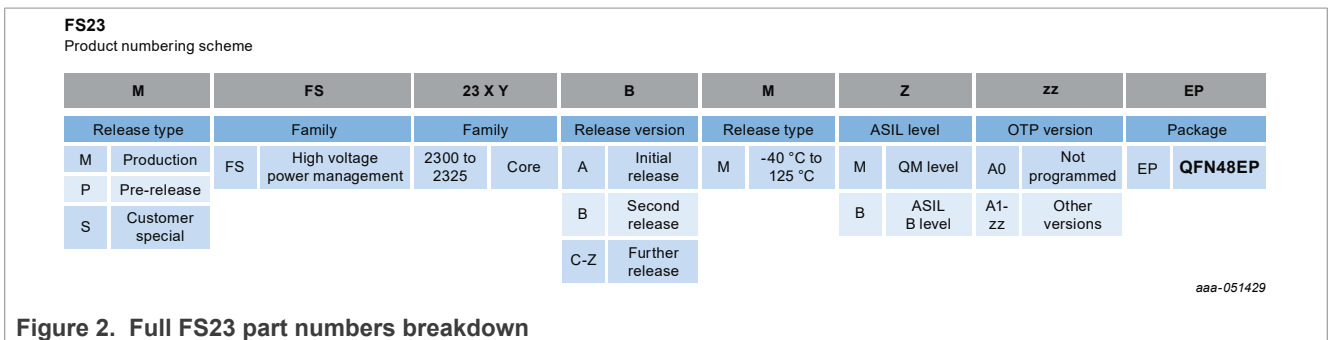 FS23
Product numbering scheme
M FS 23 X Y B M Z zz EP
Release type Family Family Release version Release type ASIL level OTP version Package
M Production FS High voltage power management 2300 to 2325 Core A Initial release M -40 °C to 125 °C M QM level A0 Not programmed EP QFN48EP
P Pre-release
S Customer special
B Second release B ASIL B level A1-zz Other versions
C-Z Further release
aaa-051429
Figure 2. Full FS23 part numbers breakdown